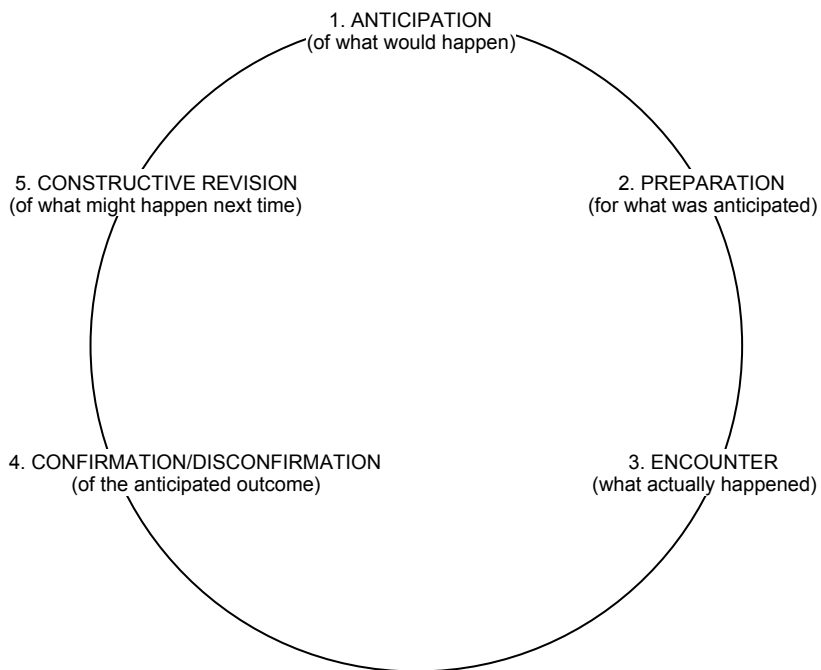 1. ANTICIPATION
(of what would happen)
2. PREPARATION
(for what was anticipated)
3. ENCOUNTER
(what actually happened)
4. CONFIRMATION/DISCONFIRMATION
(of the anticipated outcome)
5. CONSTRUCTIVE REVISION
(of what might happen next time)